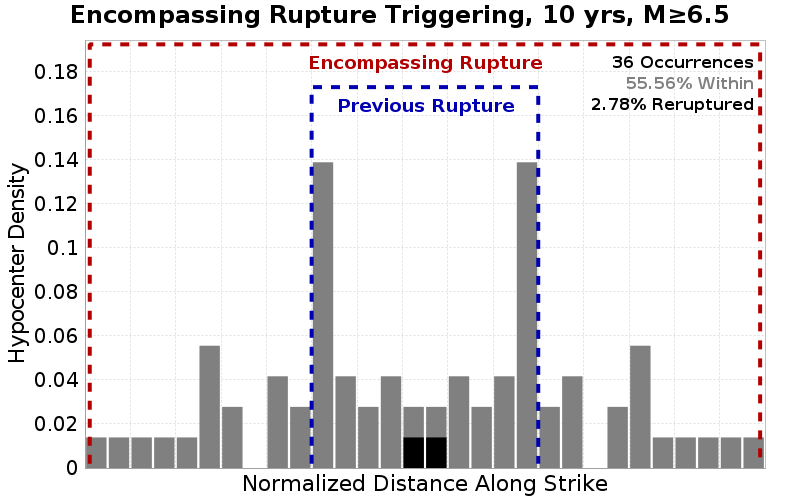 Encompassing Rupture Triggering, 10 yrs, M≥6.5
Encompassing Rupture
Previous Rupture
36 Occurrences
55.56% Within
2.78% Reruptured
Hypocenter Density
0.18
0.16
0.14
0.12
0.1
0.08
0.06
0.04
0.02
0
Normalized Distance Along Strike